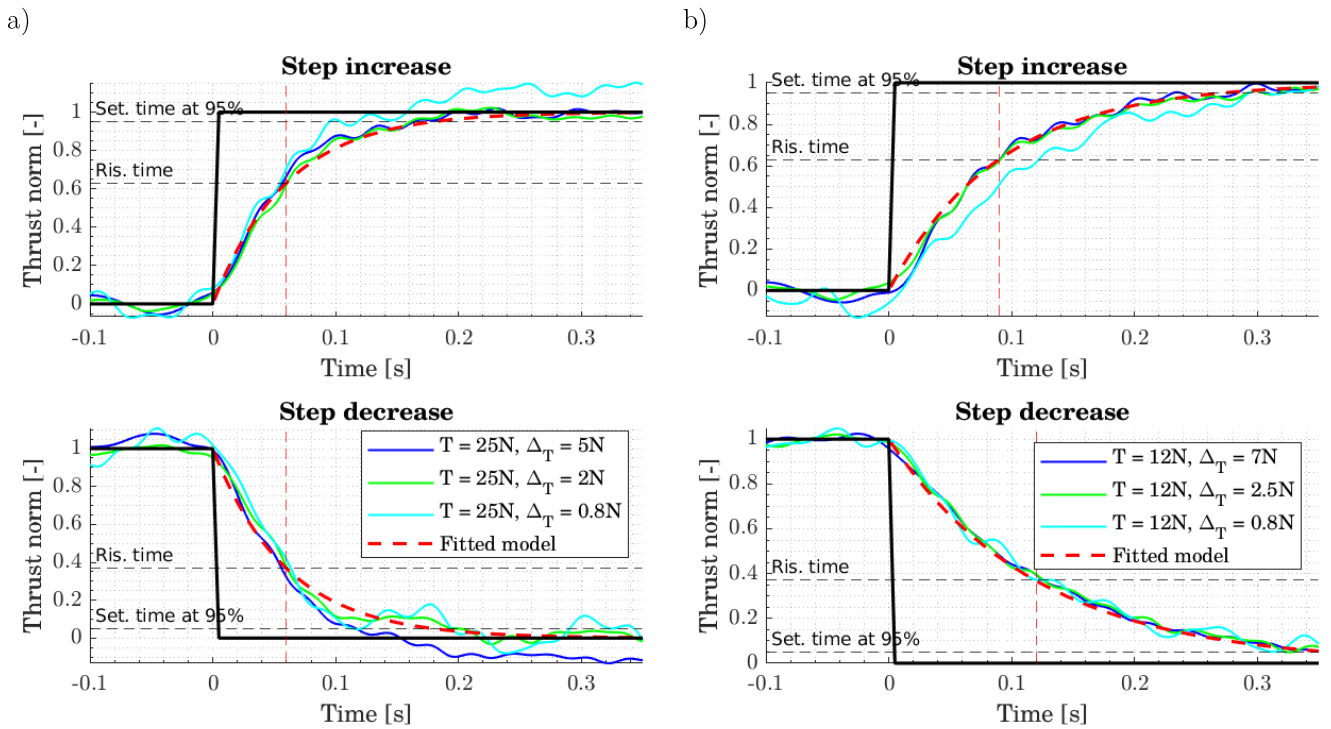 a)
Step increase
Set. time at 95%
Ris. time
Thrust norm [-]
1
0.8
0.6
0.4
0.2
0
-0.1
0
0.1
0.2
0.3
Time [s]
b)
Step increase
Set. time at 95%
Ris. time
Thrust norm [-]
1
0.8
0.6
0.4
0.2
0
-0.1
0
0.1
0.2
0.3
Time [s]
Step decrease
T = 25N, Δ_T = 5N
T = 25N, Δ_T = 2N
T = 25N, Δ_T = 0.8N
Fitted model
Ris. time
Set. time at 95%
Thrust norm [-]
1
0.8
0.6
0.4
0.2
0
-0.1
0
0.1
0.2
0.3
Time [s]
Step decrease
T = 12N, Δ_T = 7N
T = 12N, Δ_T = 2.5N
T = 12N, Δ_T = 0.8N
Fitted model
Ris. time
Set. time at 95%
Thrust norm [-]
1
0.8
0.6
0.4
0.2
0
-0.1
0
0.1
0.2
0.3
Time [s]